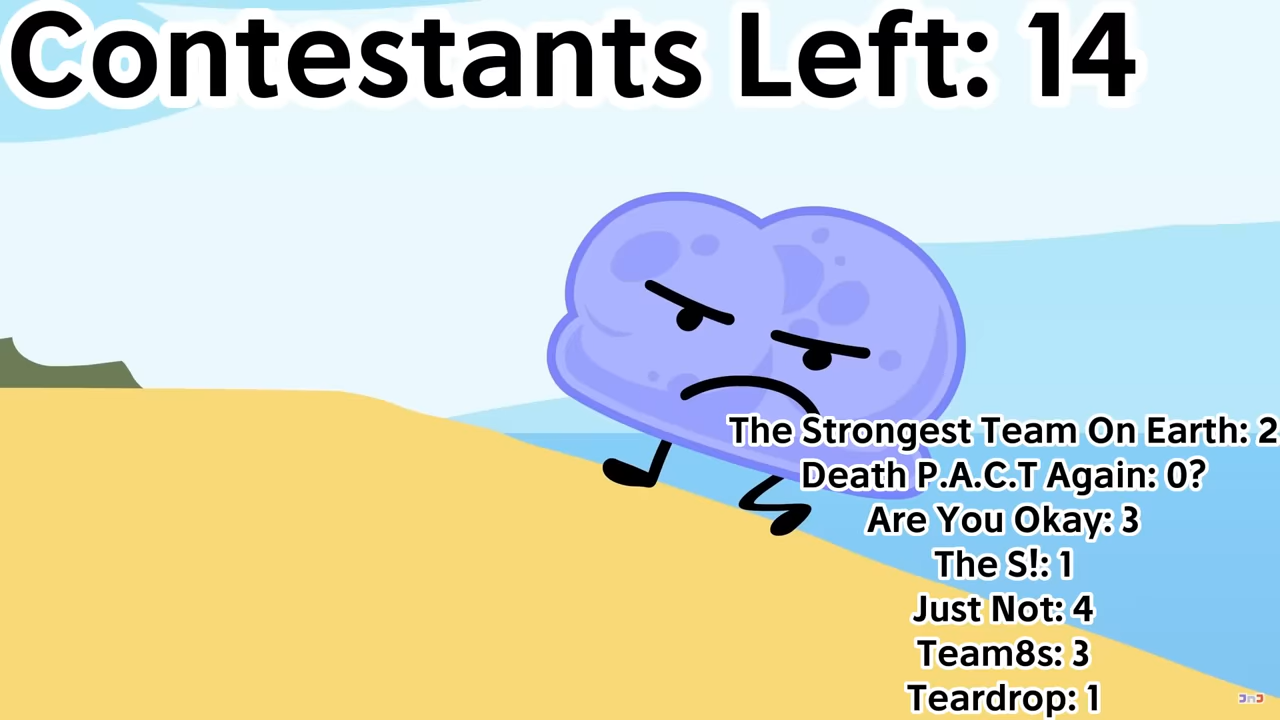 Contestants Left: 14
The Strongest Team On Earth: 2
Death P.A.C.T Again: 0?
Are You Okay: 3
The S!: 1
Just Not: 4
Team8s: 3
Teardrop: 1